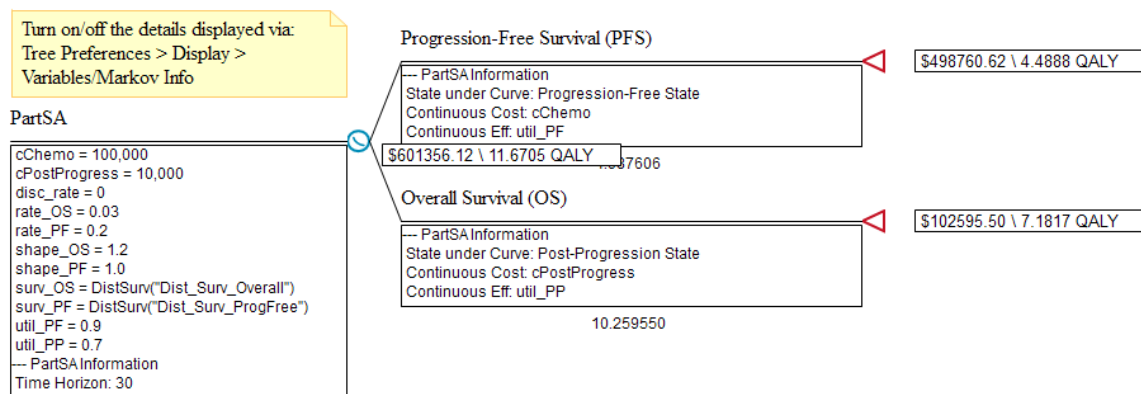 Turn on/off the details displayed via:
Tree Preferences > Display >
Variables/Markov Info
PartSA
cChemo = 100,000
cPostProgress = 10,000
disc_rate = 0
rate_OS = 0.03
rate_PF = 0.2
shape_OS = 1.2
shape_PF = 1.0
surv_OS = DistSurv("Dist_Surv_Overall")
surv_PF = DistSurv("Dist_Surv_ProgFree")
util_PF = 0.9
util_PP = 0.7
--- PartSA Information
Time Horizon: 30
$601356.12 \ 11.6705 QALY
Progression-Free Survival (PFS)
--- PartSA Information
State under Curve: Progression-Free State
Continuous Cost: cChemo
Continuous Eff: util_PF
$498760.62 \ 4.4888 QALY
Overall Survival (OS)
--- PartSA Information
State under Curve: Post-Progression State
Continuous Cost: cPostProgress
Continuous Eff: util_PP
10.259550
$102595.50 \ 7.1817 QALY